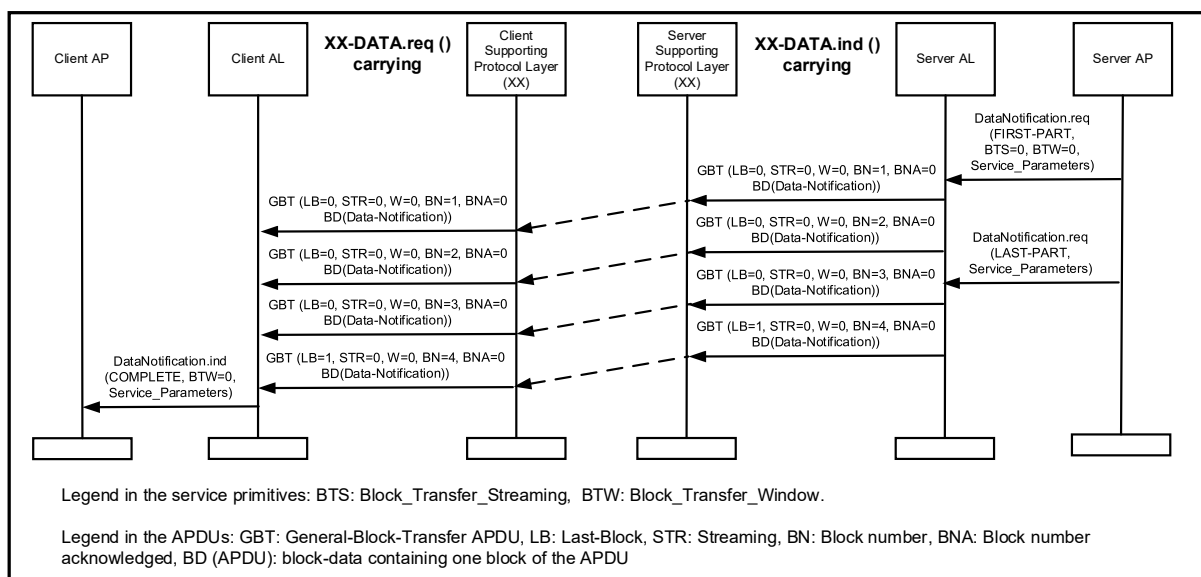 Client AP
Client AL
XX-DATA.req ()
carrying
Client
Supporting
Protocol Layer
(XX)
Server
Supporting
Protocol Layer
(XX)
XX-DATA.ind ()
carrying
Server AL
Server AP
DataNotification.req
(FIRST-PART,
BTS=0, BTW=0,
Service_Parameters)
GBT (LB=0, STR=0, W=0, BN=1, BNA=0
BD(Data-Notification))
GBT (LB=0, STR=0, W=0, BN=1, BNA=0
BD(Data-Notification))
GBT (LB=0, STR=0, W=0, BN=2, BNA=0
BD(Data-Notification))
DataNotification.req
(LAST-PART,
Service_Parameters)
GBT (LB=0, STR=0, W=0, BN=2, BNA=0
BD(Data-Notification))
GBT (LB=0, STR=0, W=0, BN=3, BNA=0
BD(Data-Notification))
GBT (LB=0, STR=0, W=0, BN=3, BNA=0
BD(Data-Notification))
GBT (LB=1, STR=0, W=0, BN=4, BNA=0
BD(Data-Notification))
GBT (LB=1, STR=0, W=0, BN=4, BNA=0
BD(Data-Notification))
DataNotification.ind
(COMPLETE, BTW=0,
Service_Parameters)
Legend in the service primitives: BTS: Block_Transfer_Streaming, BTW: Block_Transfer_Window.
Legend in the APDUs: GBT: General-Block-Transfer APDU, LB: Last-Block, STR: Streaming, BN: Block number, BNA: Block number
acknowledged, BD (APDU): block-data containing one block of the APDU